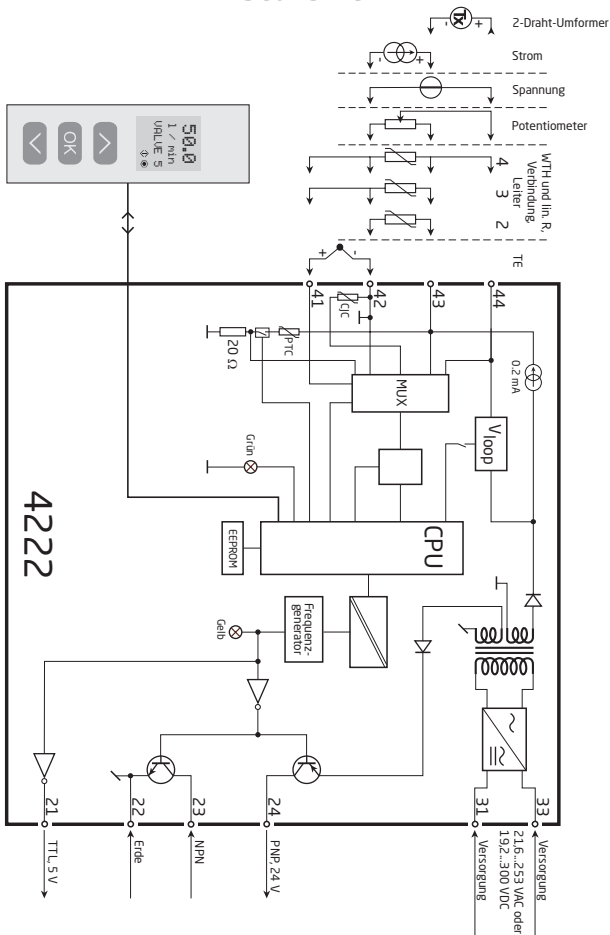 2-Draht-Umformer
Tx
- +
Strom
- +
Spannung
Potentiometer
WTH und lin. R,
Verbindung,
Leiter
4
3
2
TE
+ -
50.0
l / min
VALVE 5
OK
41
42
43
44
CJC
PTC
20 Ω
MUX
0.2 mA
Vloop
Grün
CPU
EEPROM
4222
Gelb
Frequenz-
generator
21
22
23
24
31
33
TTL, 5 V
Erde
NPN
PNP, 24 V
Versorgung
Versorgung
21,6...253 VAC oder
19,2...300 VDC